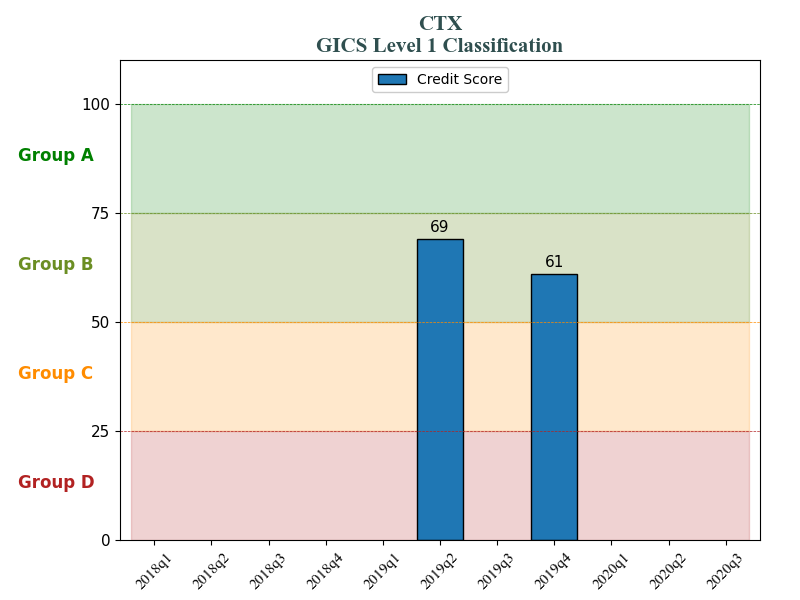 CTX
GICS Level 1 Classification
Credit Score
100
Group A
75
69
Group B
61
50
Group C
25
Group D
0
2018q1 2018q2 2018q3 2018q4 2019q1 2019q2 2019q3 2019q4 2020q1 2020q2 2020q3